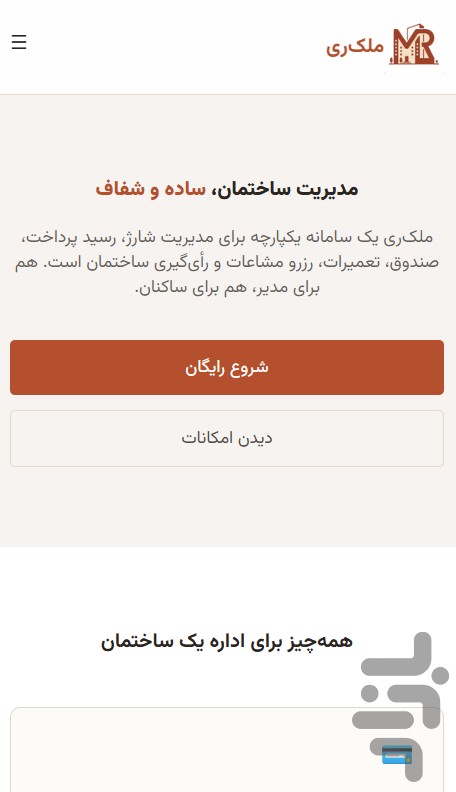 ملک‌ری
مدیریت ساختمان، ساده و شفاف
ملک‌ری یک سامانه یکپارچه برای مدیریت شارژ، رسید پرداخت،
صندوق، تعمیرات، رزرو مشاعات و رأی‌گیری ساختمان است. هم
برای مدیر، هم برای ساکنان.
شروع رایگان
دیدن امکانات
همه‌چیز برای اداره یک ساختمان